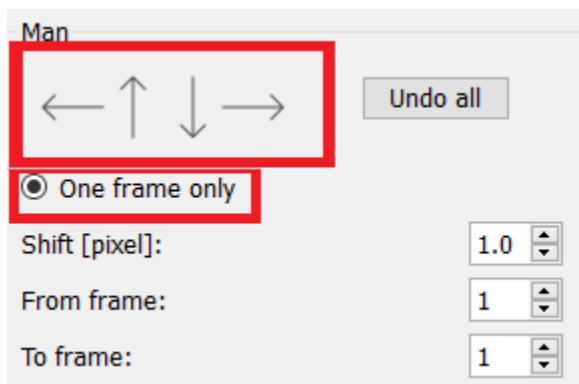 Man
Undo all
One frame only
Shift [pixel]: 1.0
From frame: 1
To frame: 1